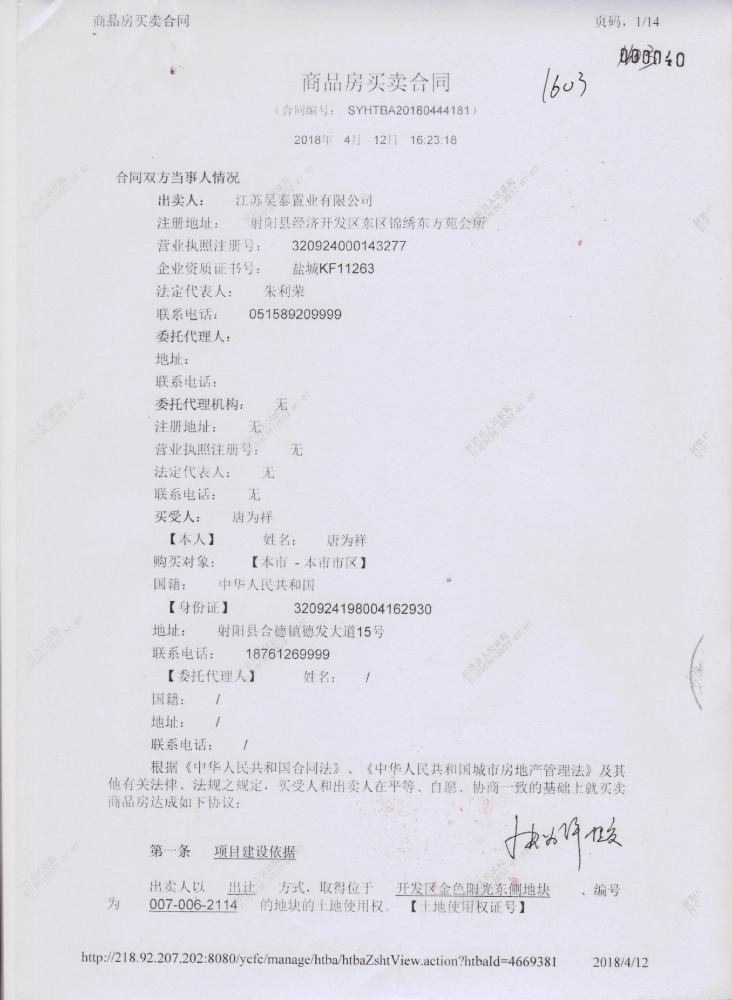 商品房买卖合同 页码，1/14
1603
商品房买卖合同
（合同编号： SYHTBA20180444181）
2018年 4月 12日 16:23:18
合同双方当事人情况
出卖人： 江苏昊泰置业有限公司
注册地址： 射阳县经济开发区东区锦绣东方苑会所
营业执照注册号： 320924000143277
企业资质证书号： 盐城KF11263
法定代表人： 朱利荣
联系电话： 051589209999
委托代理人：
地址：
联系电话：
委托代理机构： 无
注册地址： 无
营业执照注册号： 无
法定代表人： 无
联系电话： 无
买受人： 唐为祥
【本人】 姓名： 唐为祥
购买对象： 【本市 - 本市市区】
国籍： 中华人民共和国
【身份证】 320924198004162930
地址： 射阳县合德镇德发大道15号
联系电话： 18761269999
【委托代理人】 姓名： /
国籍： /
地址： /
联系电话： /
根据《中华人民共和国合同法》、《中华人民共和国城市房地产管理法》及其
他有关法律、法规之规定，买受人和出卖人在平等、自愿、协商一致的基础上就买卖
商品房达成如下协议：
第一条 项目建设依据
出卖人以 出让 方式，取得位于 开发区金色阳光东侧地块 、编号
为 007-006-2114 的地块的土地使用权。【土地使用权证号】
http://218.92.207.202:8080/ycfc/manage/htba/htbaZshtView.action?htbaId=4669381 2018/4/12
射阳县人民法院
打印时间:2022-07-07